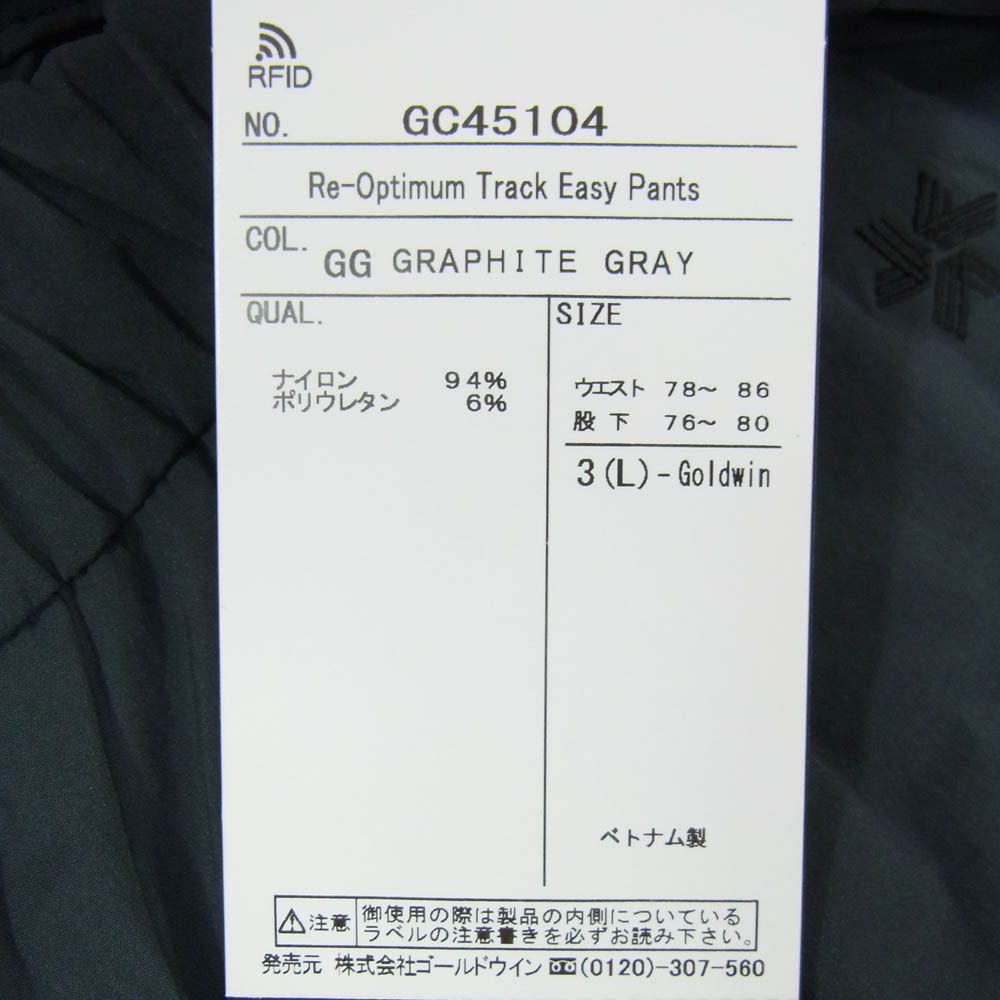 RFID
NO. GC45104
Re-Optimum Track Easy Pants
COL. GG GRAPHITE GRAY
QUAL.
ナイロン 94%
ポリウレタン 6%
SIZE
ウエスト 78～ 86
股下 76～ 80
3(L)-Goldwin
ベトナム製
注意 御使用の際は製品の内側についている
ラベルの注意書きを必ずお読み下さい。
発売元 株式会社ゴールドウイン (0120)-307-560